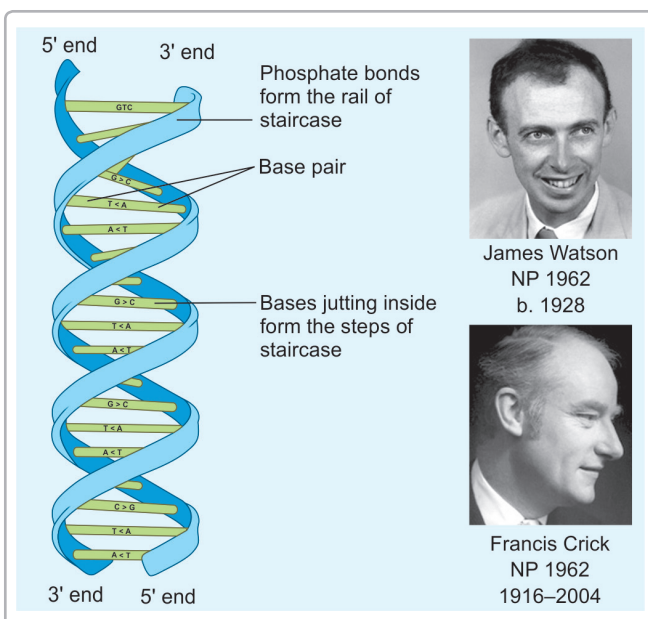 5' end
3' end
Phosphate bonds
form the rail of
staircase
GTC
Base pair
G > C
T < A
A < T
G > C
Bases jutting inside
form the steps of
staircase
T < A
A < T
G > C
T < A
A < T
C > G
T < A
A < T
3' end
5' end
James Watson
NP 1962
b. 1928
Francis Crick
NP 1962
1916–2004